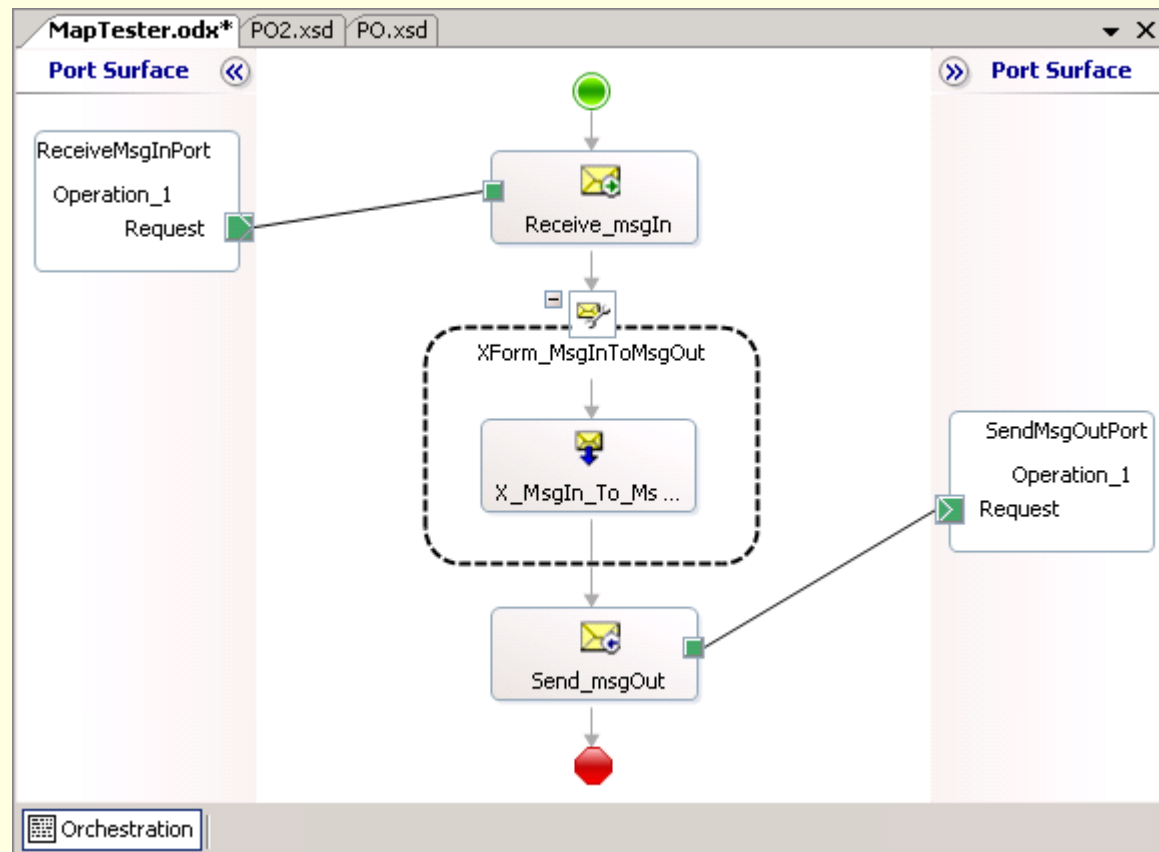 MapTester.odx* PO2.xsd PO.xsd
Port Surface
Port Surface
ReceiveMsgInPort
Operation_1
Request
Receive_msgIn
XForm_MsgInToMsgOut
X_MsgIn_To_Ms ...
SendMsgOutPort
Operation_1
Request
Send_msgOut
Orchestration